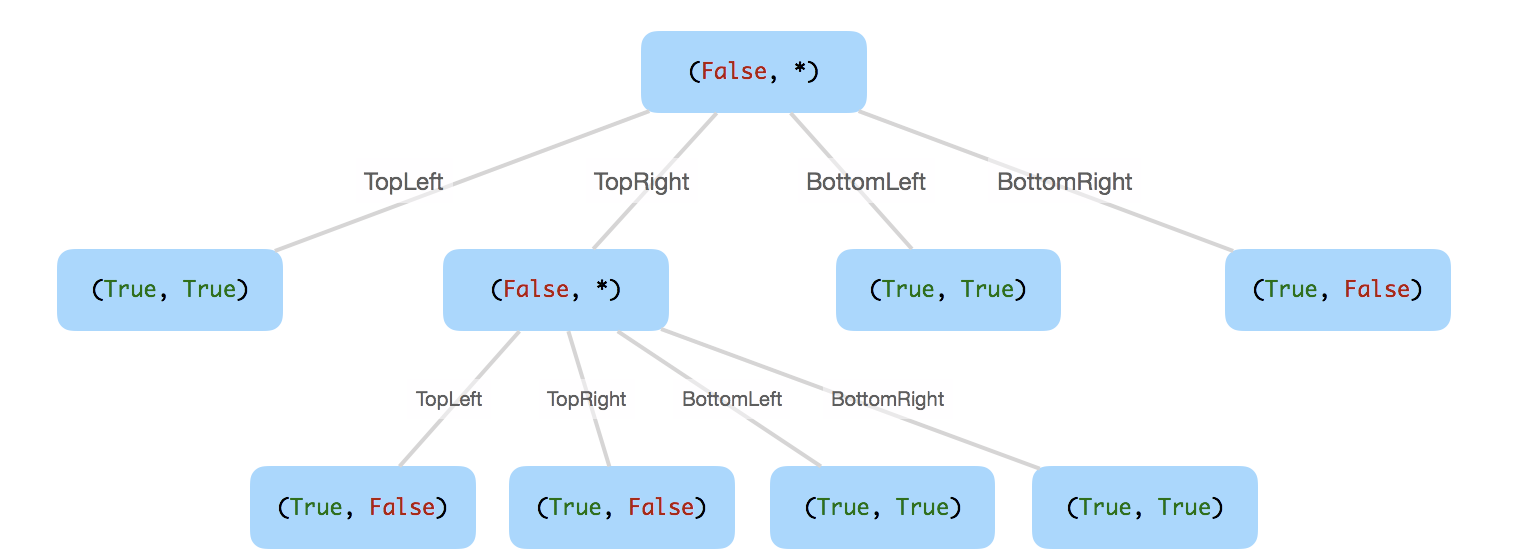 (False, *)
TopLeft TopRight BottomLeft BottomRight
(True, True) (False, *) (True, True) (True, False)
TopLeft TopRight BottomLeft BottomRight
(True, False) (True, False) (True, True) (True, True)